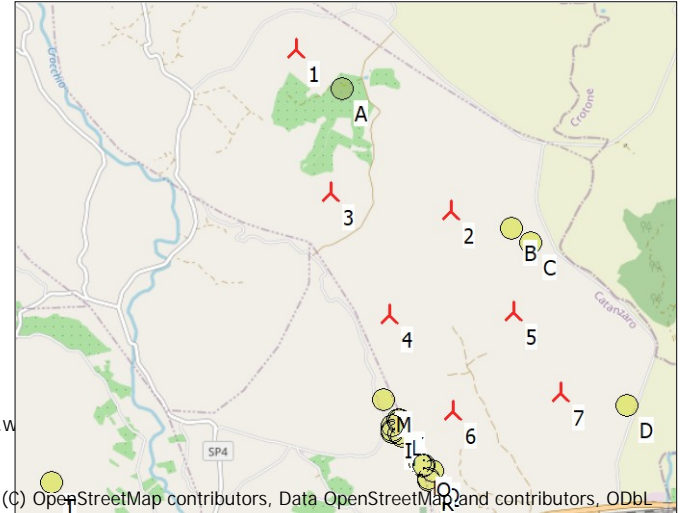 Crocchio
1
A
Crotone
3
2
B
C
Catanzaro
4
5
M
6
7
D
I
L
SP4
w
T
Q
R
(C) OpenStreetMap contributors, Data OpenStreetMap and contributors, ODbL